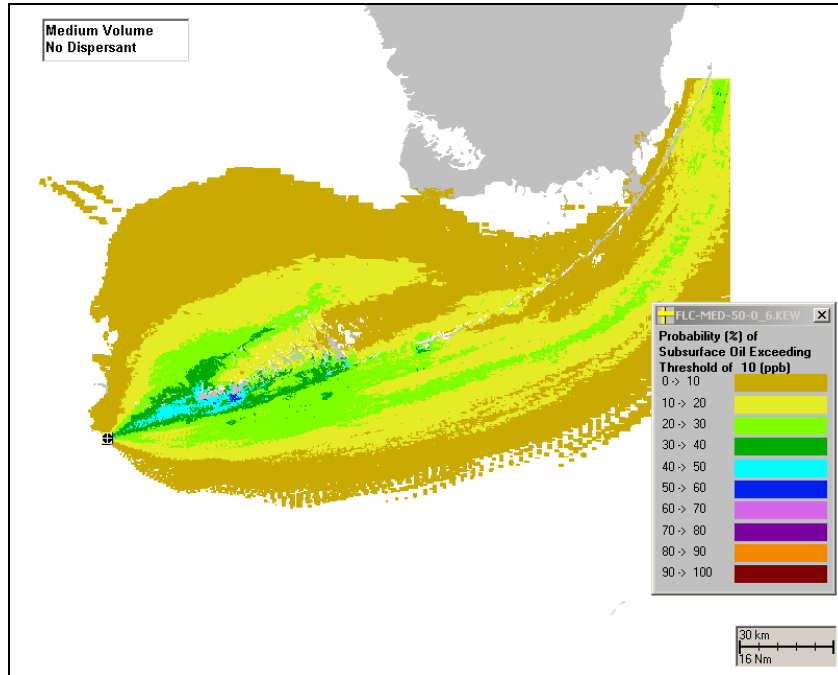 Medium Volume
No Dispersant
FLC-MED-50-0_6.KEW
Probability (%) of
Subsurface Oil Exceeding
Threshold of 10 (ppb)
0 -> 10
10 -> 20
20 -> 30
30 -> 40
40 -> 50
50 -> 60
60 -> 70
70 -> 80
80 -> 90
90 -> 100
30 km
16 Nm